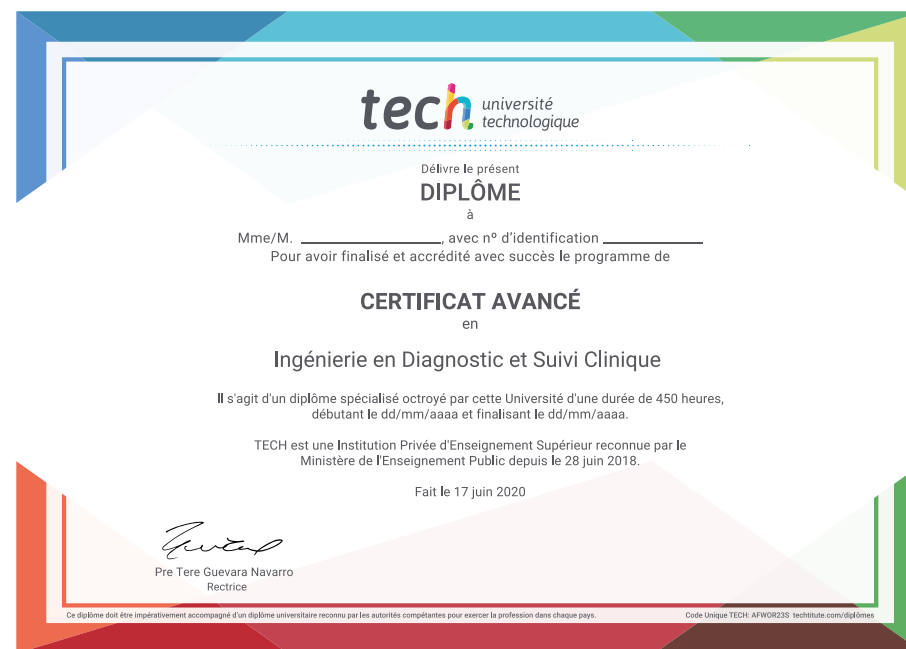 tech université
technologique
Délivre le présent
DIPLÔME
à
Mme/M. ____________________, avec nº d'identification ______________
Pour avoir finalisé et accrédité avec succès le programme de
CERTIFICAT AVANCÉ
en
Ingénierie en Diagnostic et Suivi Clinique
Il s'agit d'un diplôme spécialisé octroyé par cette Université d'une durée de 450 heures,
débutant le dd/mm/aaaa et finalisant le dd/mm/aaaa.
TECH est une Institution Privée d'Enseignement Supérieur reconnue par le
Ministère de l'Enseignement Public depuis le 28 juin 2018.
Fait le 17 juin 2020
Pre Tere Guevara Navarro
Rectrice
Ce diplôme doit être impérativement accompagné d'un diplôme universitaire reconnu par les autorités compétantes pour exercer la profession dans chaque pays.
Code Unique TECH: AFWOR23S techtitute.com/diplômes